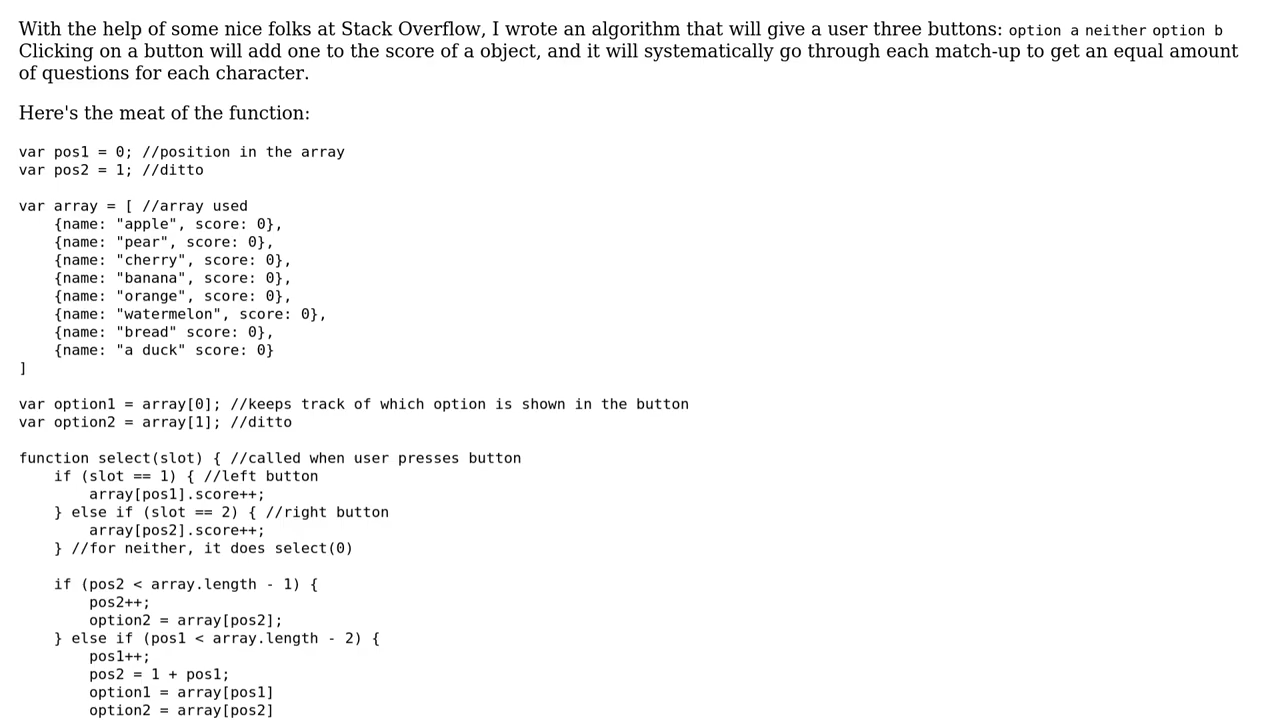 With the help of some nice folks at Stack Overflow, I wrote an algorithm that will give a user three buttons: option a neither option b
Clicking on a button will add one to the score of a object, and it will systematically go through each match-up to get an equal amount
of questions for each character.
Here's the meat of the function:
var pos1 = 0; //position in the array
var pos2 = 1; //ditto
var array = [ //array used
    {name: "apple", score: 0},
    {name: "pear", score: 0},
    {name: "cherry", score: 0},
    {name: "banana", score: 0},
    {name: "orange", score: 0},
    {name: "watermelon", score: 0},
    {name: "bread" score: 0},
    {name: "a duck" score: 0}
]
var option1 = array[0]; //keeps track of which option is shown in the button
var option2 = array[1]; //ditto
function select(slot) { //called when user presses button
    if (slot == 1) { //left button
        array[pos1].score++;
    } else if (slot == 2) { //right button
        array[pos2].score++;
    } //for neither, it does select(0)
    if (pos2 < array.length - 1) {
        pos2++;
        option2 = array[pos2];
    } else if (pos1 < array.length - 2) {
        pos1++;
        pos2 = 1 + pos1;
        option1 = array[pos1]
        option2 = array[pos2]